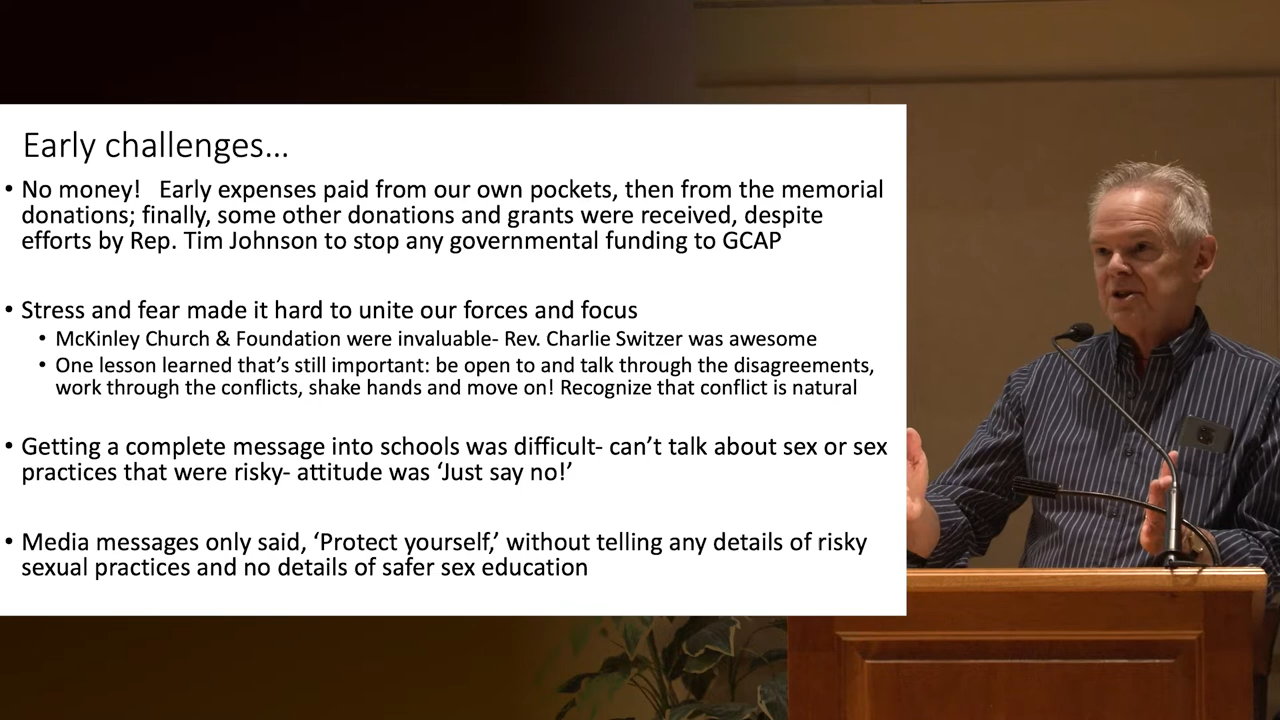 Early challenges…
• No money!   Early expenses paid from our own pockets, then from the memorial
donations; finally, some other donations and grants were received, despite
efforts by Rep. Tim Johnson to stop any governmental funding to GCAP
• Stress and fear made it hard to unite our forces and focus
• McKinley Church & Foundation were invaluable- Rev. Charlie Switzer was awesome
• One lesson learned that’s still important: be open to and talk through the disagreements,
work through the conflicts, shake hands and move on! Recognize that conflict is natural
• Getting a complete message into schools was difficult- can’t talk about sex or sex
practices that were risky- attitude was ‘Just say no!’
• Media messages only said, ‘Protect yourself,’ without telling any details of risky
sexual practices and no details of safer sex education